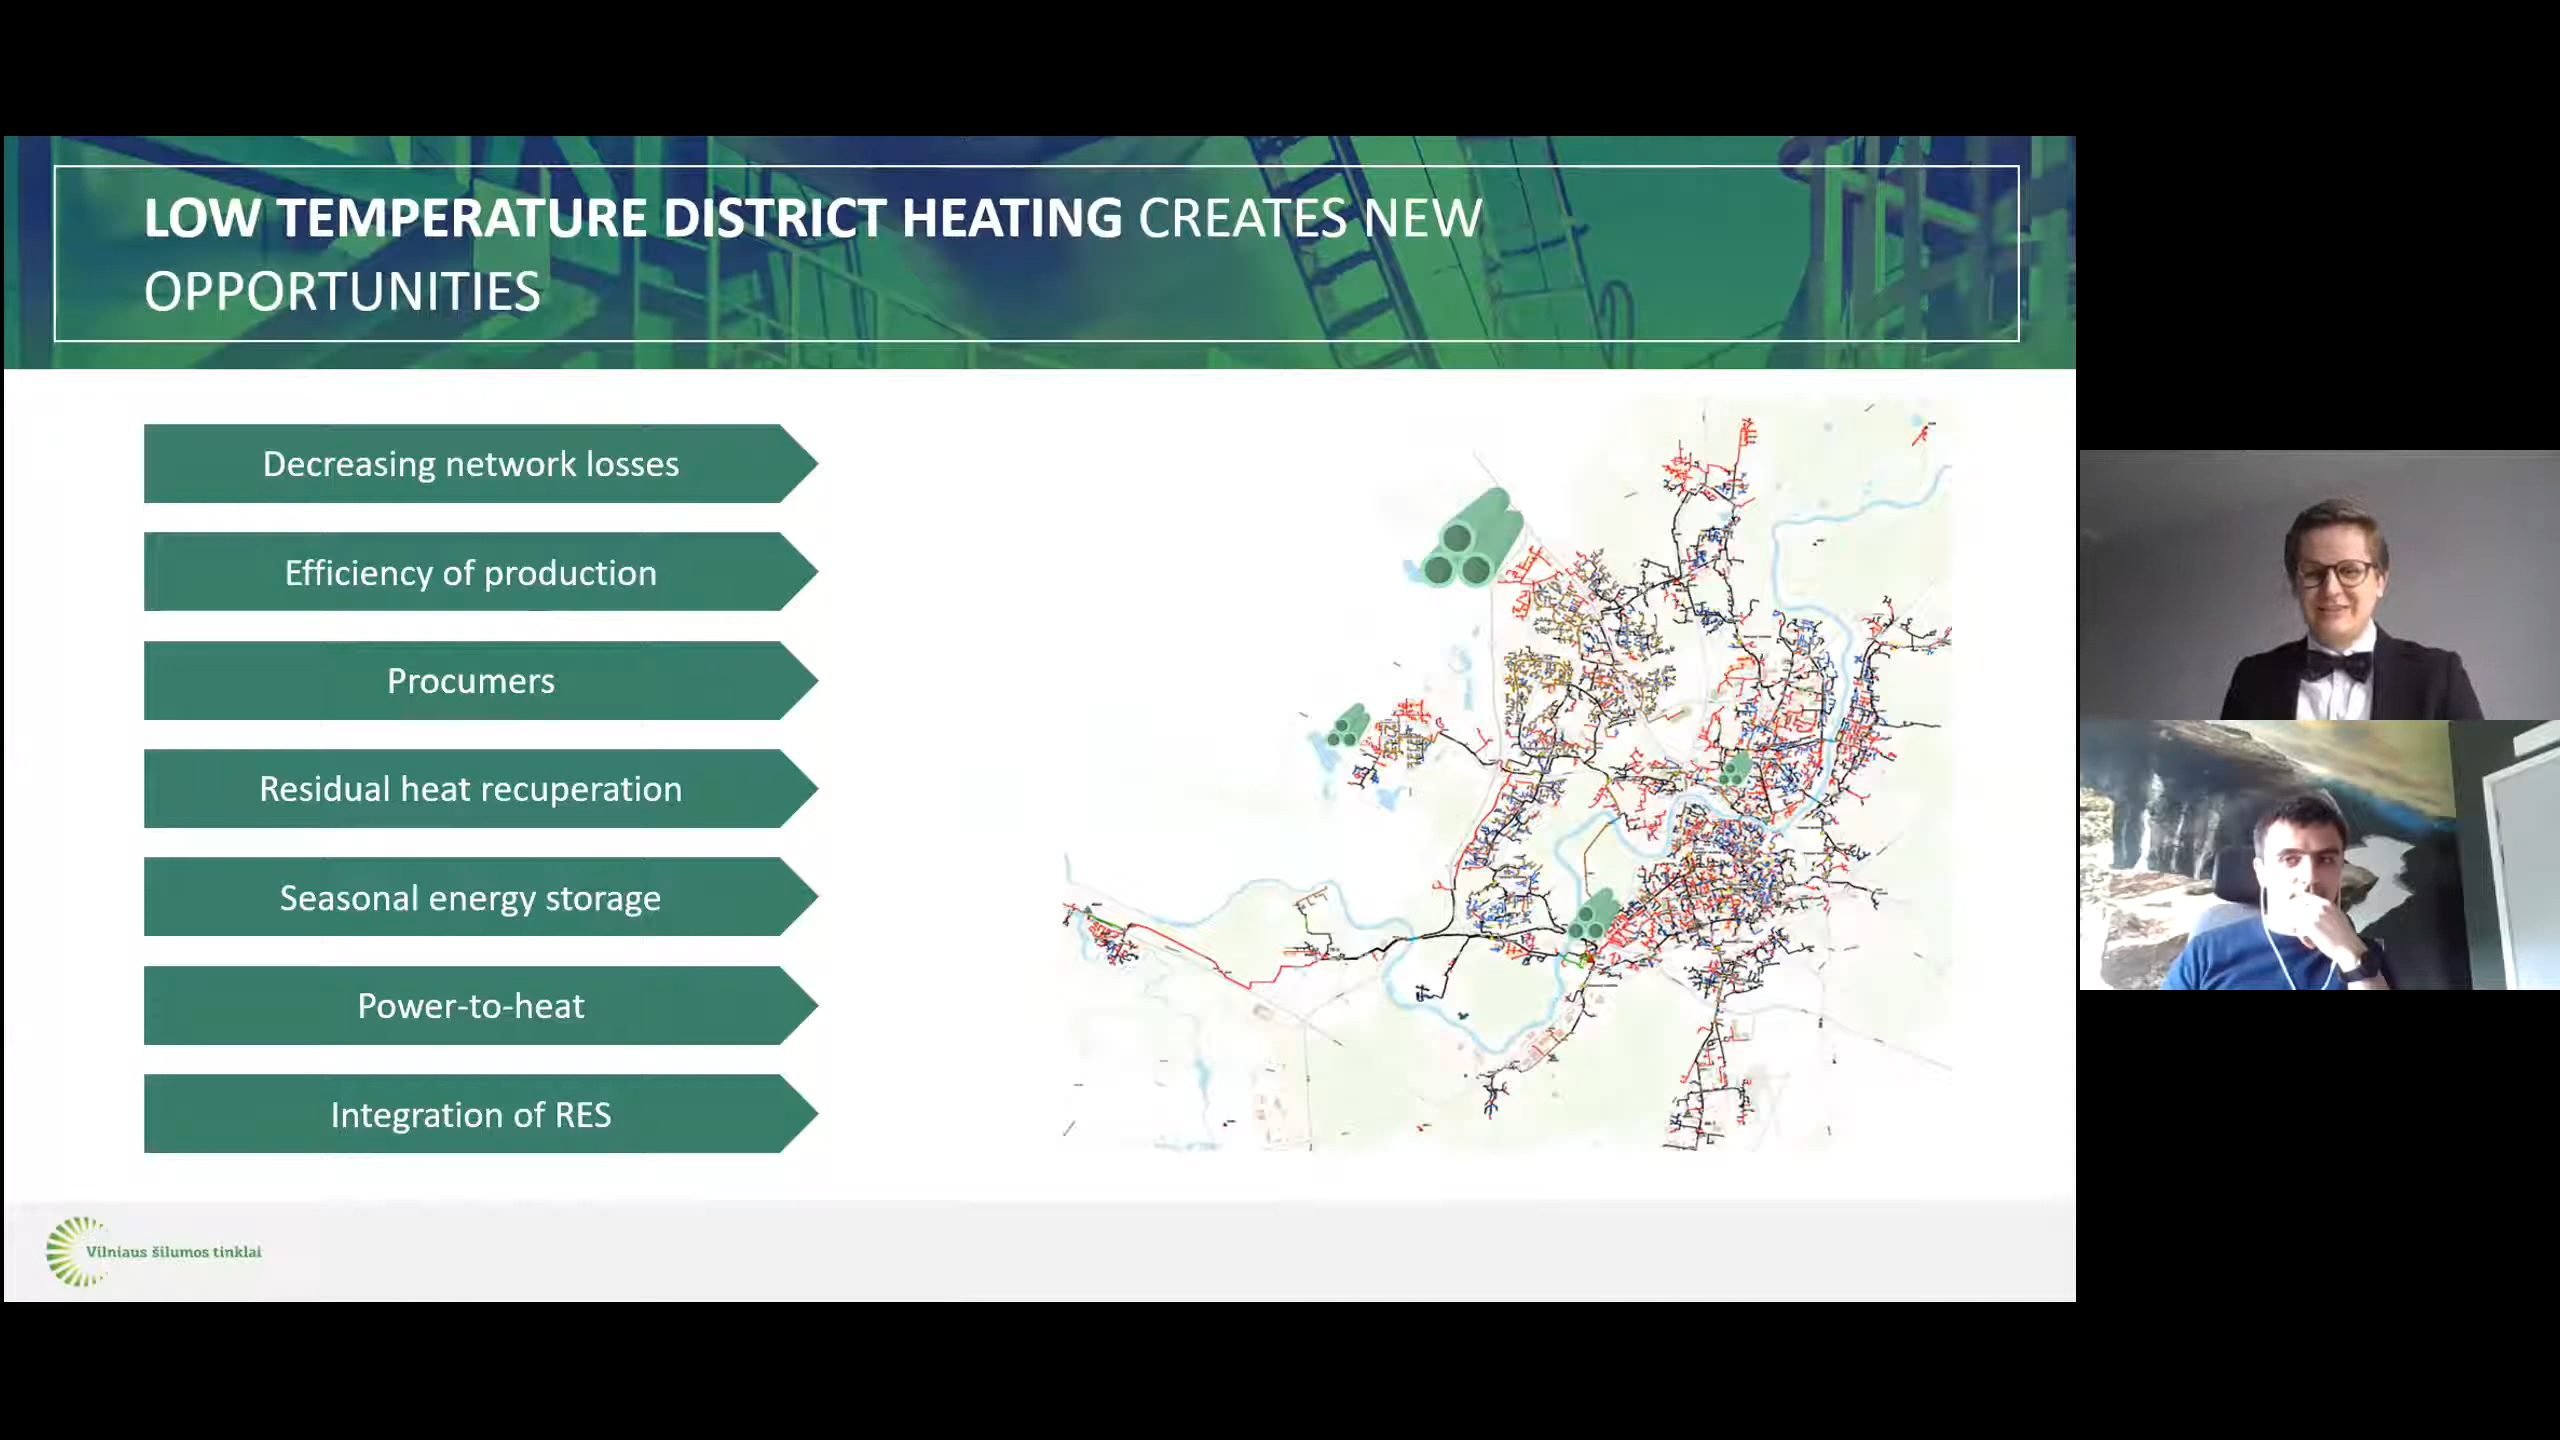 LOW TEMPERATURE DISTRICT HEATING CREATES NEW
OPPORTUNITIES
Decreasing network losses
Efficiency of production
Procumers
Residual heat recuperation
Seasonal energy storage
Power-to-heat
Integration of RES
Vilniaus šilumos tinklai